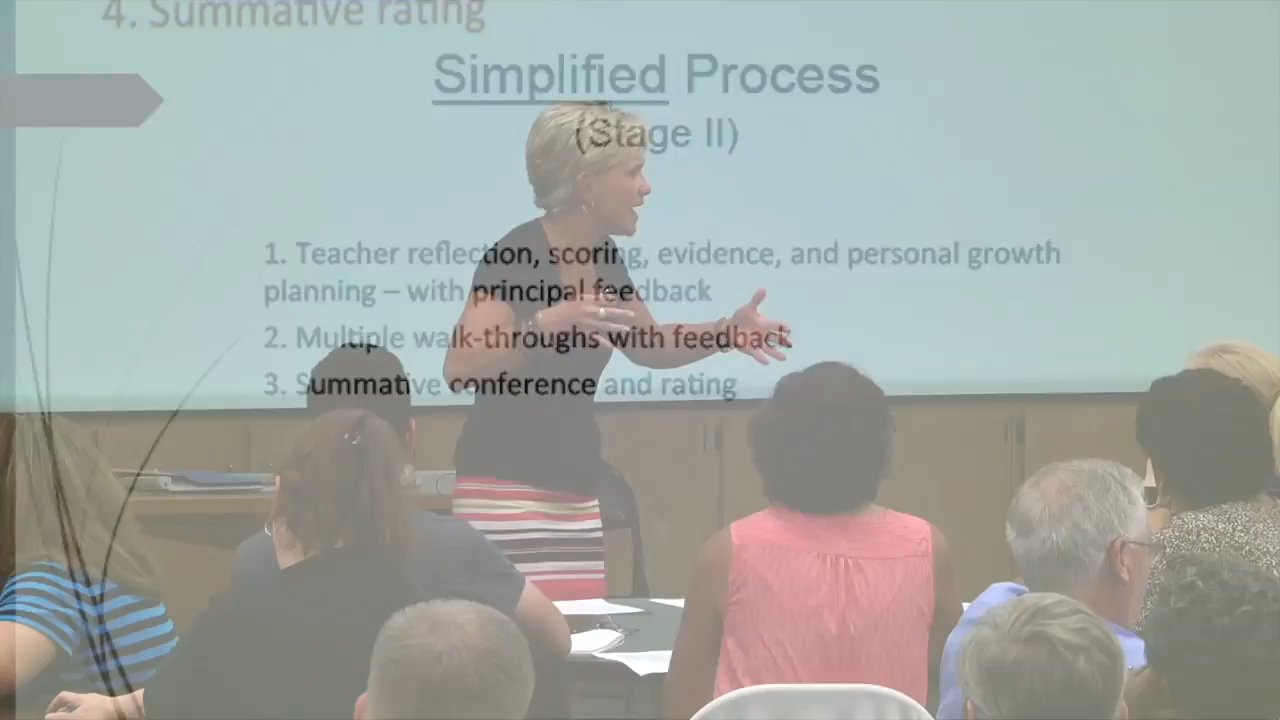 4. Summative rating
Simplified Process
(Stage II)
1. Teacher reflection, scoring, evidence, and personal growth
planning – with principal feedback
2. Multiple walk-throughs with feedback
3. Summative conference and rating